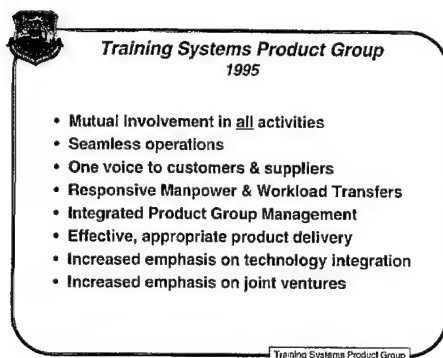 Training Systems Product Group
1995
• Mutual Involvement in all activities
• Seamless operations
• One voice to customers & suppliers
• Responsive Manpower & Workload Transfers
• Integrated Product Group Management
• Effective, appropriate product delivery
• Increased emphasis on technology integration
• Increased emphasis on joint ventures
Training Systems Product Group